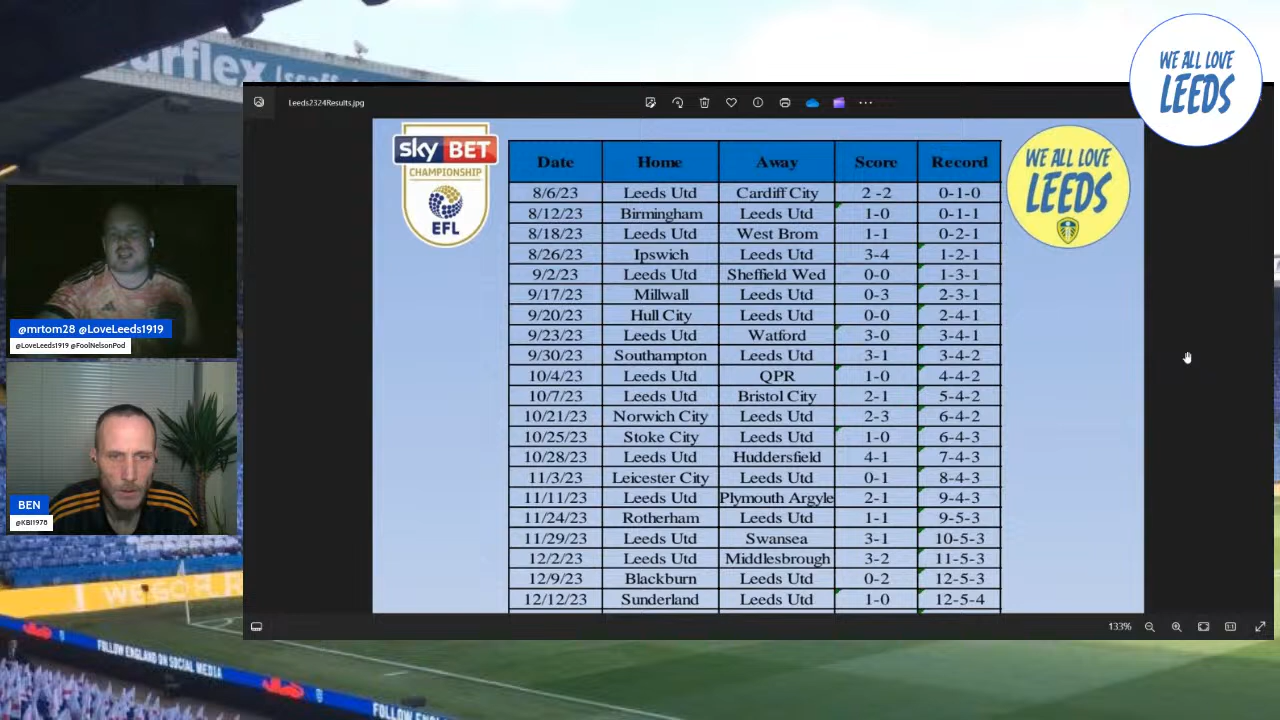 WE ALL LOVE
LEEDS
Leeds2324Results.jpg
sky BET
CHAMPIONSHIP
EFL
WE ALL LOVE
LEEDS
Date Home Away Score Record
8/6/23 Leeds Utd Cardiff City 2 -2 0-1-0
8/12/23 Birmingham Leeds Utd 1-0 0-1-1
8/18/23 Leeds Utd West Brom 1-1 0-2-1
8/26/23 Ipswich Leeds Utd 3-4 1-2-1
9/2/23 Leeds Utd Sheffield Wed 0-0 1-3-1
9/17/23 Millwall Leeds Utd 0-3 2-3-1
9/20/23 Hull City Leeds Utd 0-0 2-4-1
9/23/23 Leeds Utd Watford 3-0 3-4-1
9/30/23 Southampton Leeds Utd 3-1 3-4-2
10/4/23 Leeds Utd QPR 1-0 4-4-2
10/7/23 Leeds Utd Bristol City 2-1 5-4-2
10/21/23 Norwich City Leeds Utd 2-3 6-4-2
10/25/23 Stoke City Leeds Utd 1-0 6-4-3
10/28/23 Leeds Utd Huddersfield 4-1 7-4-3
11/3/23 Leicester City Leeds Utd 0-1 8-4-3
11/11/23 Leeds Utd Plymouth Argyle 2-1 9-4-3
11/24/23 Rotherham Leeds Utd 1-1 9-5-3
11/29/23 Leeds Utd Swansea 3-1 10-5-3
12/2/23 Leeds Utd Middlesbrough 3-2 11-5-3
12/9/23 Blackburn Leeds Utd 0-2 12-5-3
12/12/23 Sunderland Leeds Utd 1-0 12-5-4
133%
@mrtom28 @LoveLeeds1919
@LoveLeeds1919 @FoolNelsonPod
BEN
@KBI1978
WE GO
FOLLOW ENGLAND ON SOCIAL MEDIA
FOLLOW